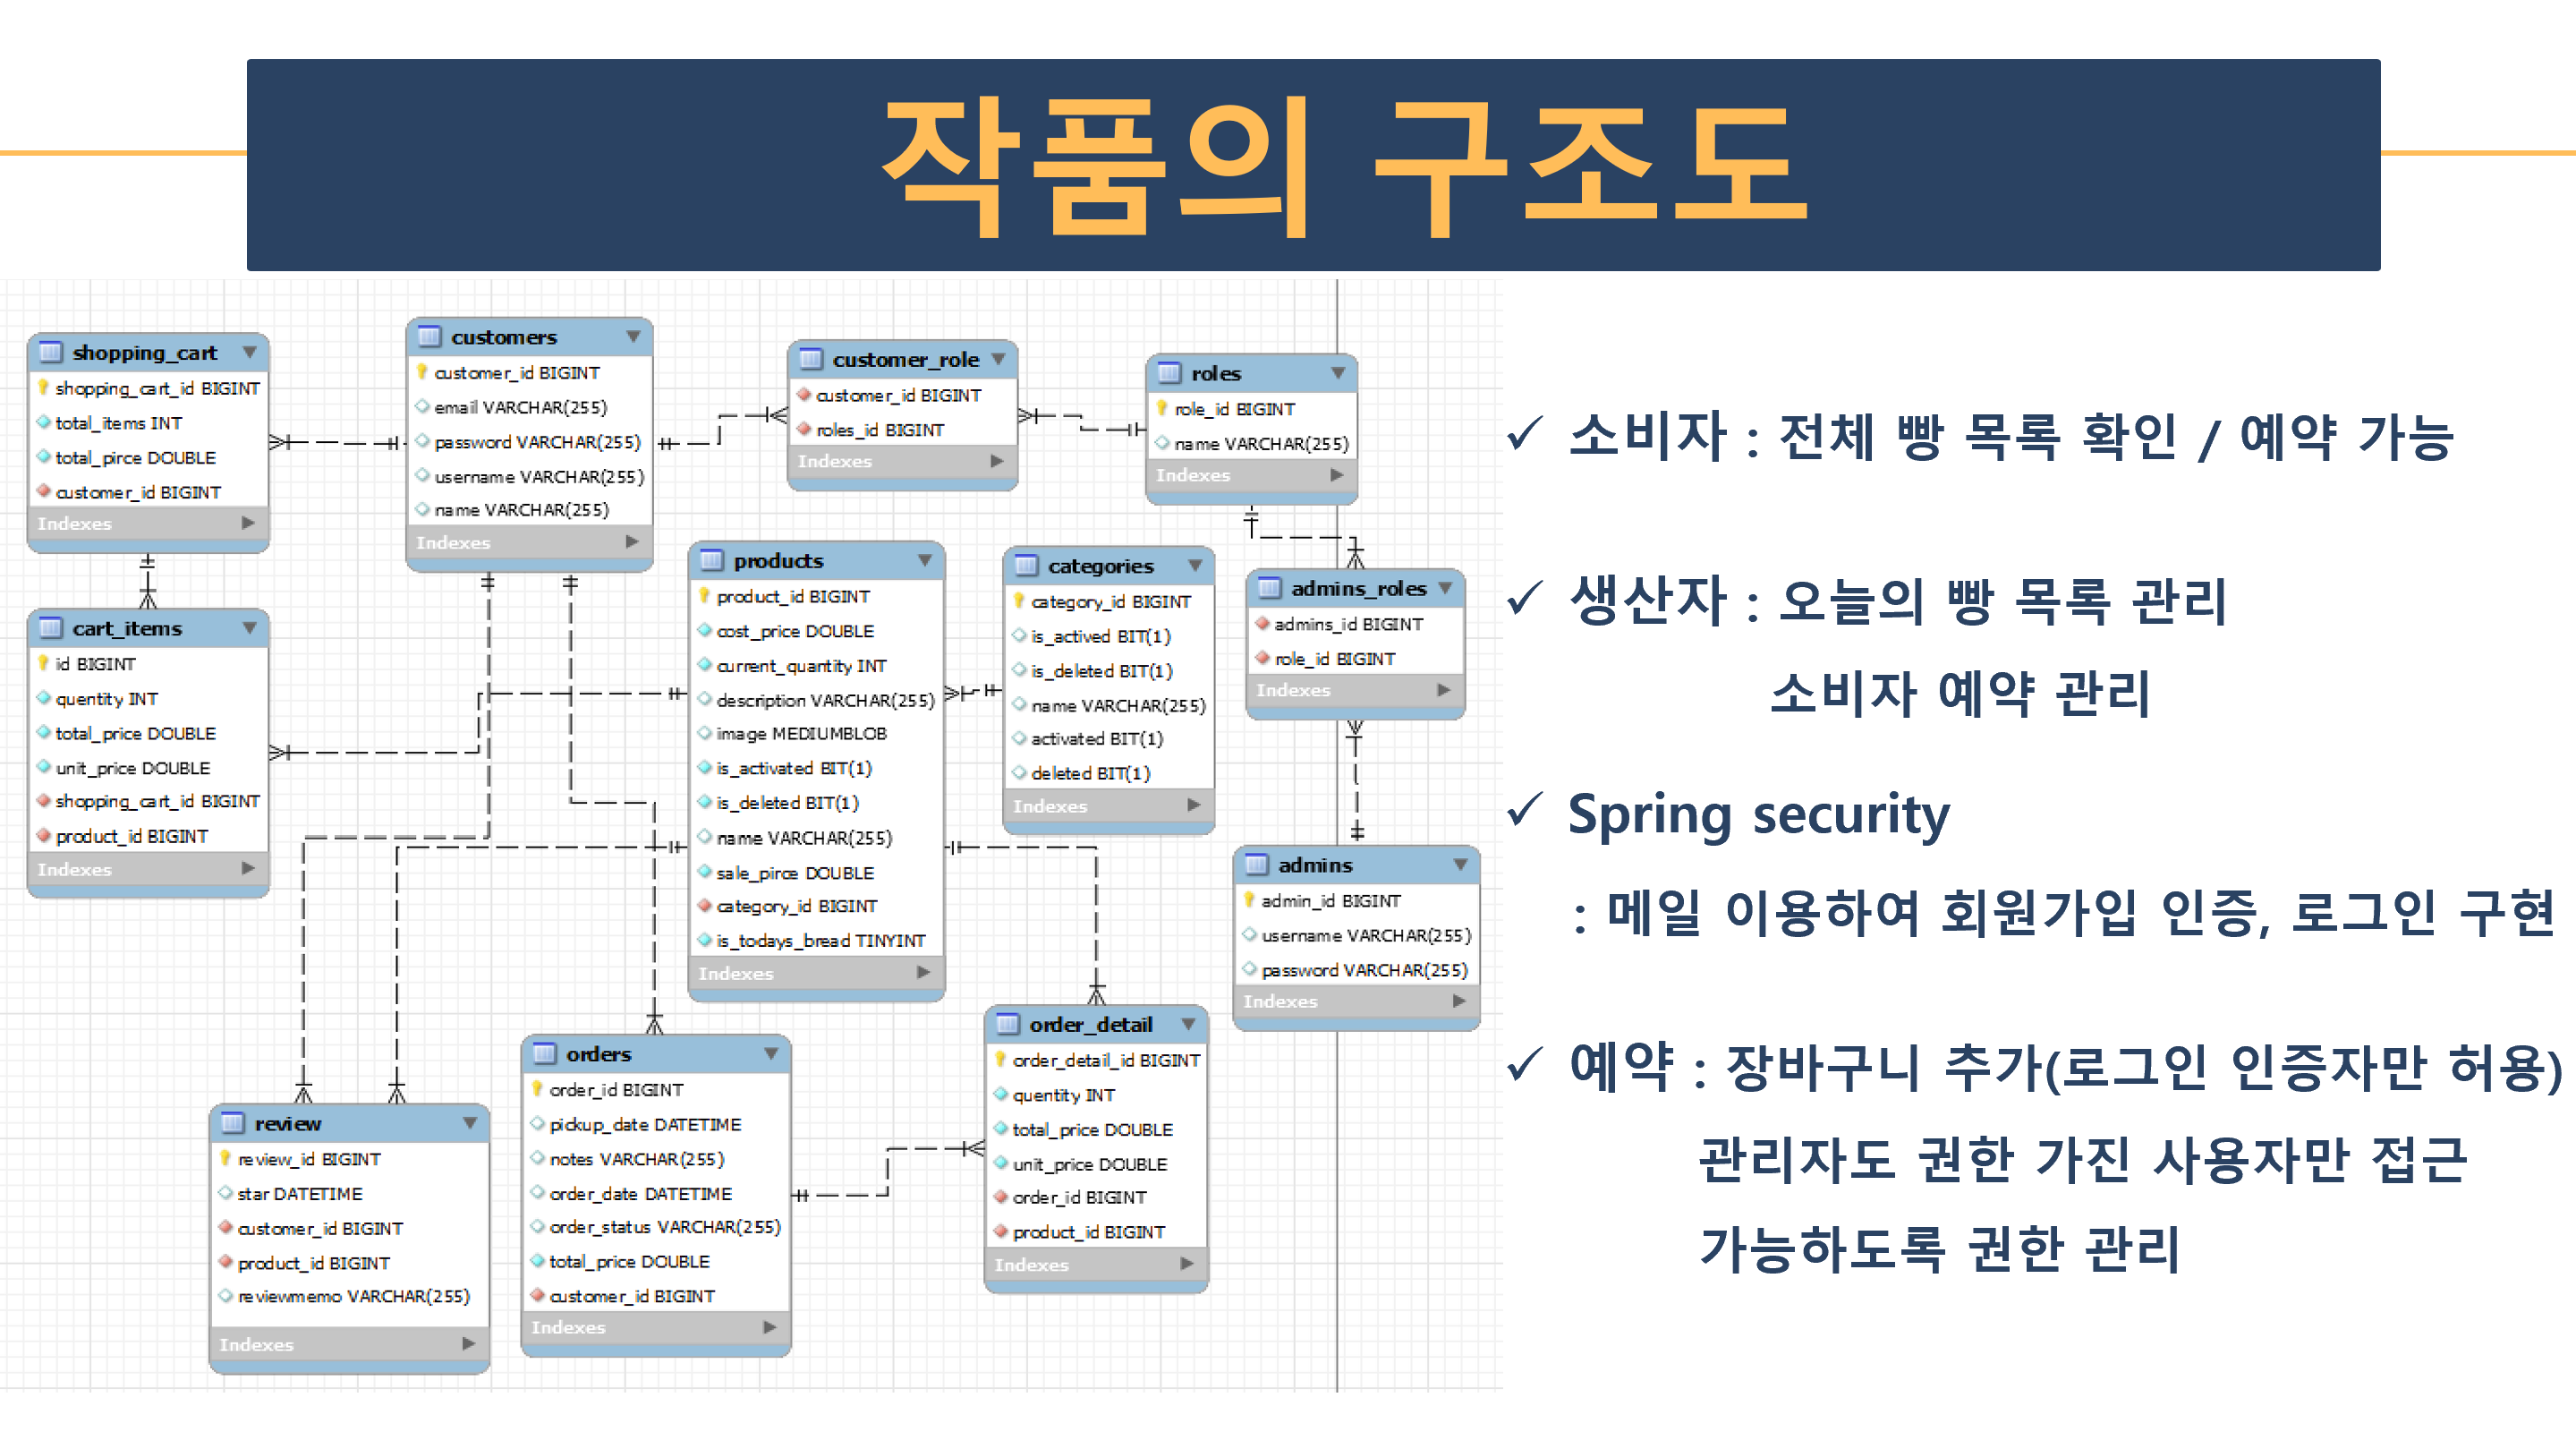 작품의 구조도
shopping_cart
shopping_cart_id BIGINT
total_items INT
total_pirce DOUBLE
customer_id BIGINT
Indexes
customers
customer_id BIGINT
email VARCHAR(255)
password VARCHAR(255)
username VARCHAR(255)
name VARCHAR(255)
Indexes
customer_role
customer_id BIGINT
roles_id BIGINT
Indexes
roles
role_id BIGINT
name VARCHAR(255)
Indexes
cart_items
id BIGINT
quentity INT
total_price DOUBLE
unit_price DOUBLE
shopping_cart_id BIGINT
product_id BIGINT
Indexes
products
product_id BIGINT
cost_price DOUBLE
current_quantity INT
description VARCHAR(255)
image MEDIUMBLOB
is_activated BIT(1)
is_deleted BIT(1)
name VARCHAR(255)
sale_pirce DOUBLE
category_id BIGINT
is_todays_bread TINYINT
Indexes
categories
category_id BIGINT
is_actived BIT(1)
is_deleted BIT(1)
name VARCHAR(255)
activated BIT(1)
deleted BIT(1)
Indexes
admins_roles
admins_id BIGINT
role_id BIGINT
Indexes
admins
admin_id BIGINT
username VARCHAR(255)
password VARCHAR(255)
Indexes
review
review_id BIGINT
star DATETIME
customer_id BIGINT
product_id BIGINT
reviewmemo VARCHAR(255)
Indexes
orders
order_id BIGINT
pickup_date DATETIME
notes VARCHAR(255)
order_date DATETIME
order_status VARCHAR(255)
total_price DOUBLE
customer_id BIGINT
Indexes
order_detail
order_detail_id BIGINT
quentity INT
total_price DOUBLE
unit_price DOUBLE
order_id BIGINT
product_id BIGINT
Indexes
✓ 소비자 : 전체 빵 목록 확인 / 예약 가능
✓ 생산자 : 오늘의 빵 목록 관리
소비자 예약 관리
✓ Spring security
: 메일 이용하여 회원가입 인증, 로그인 구현
✓ 예약 : 장바구니 추가(로그인 인증자만 허용)
관리자도 권한 가진 사용자만 접근
가능하도록 권한 관리